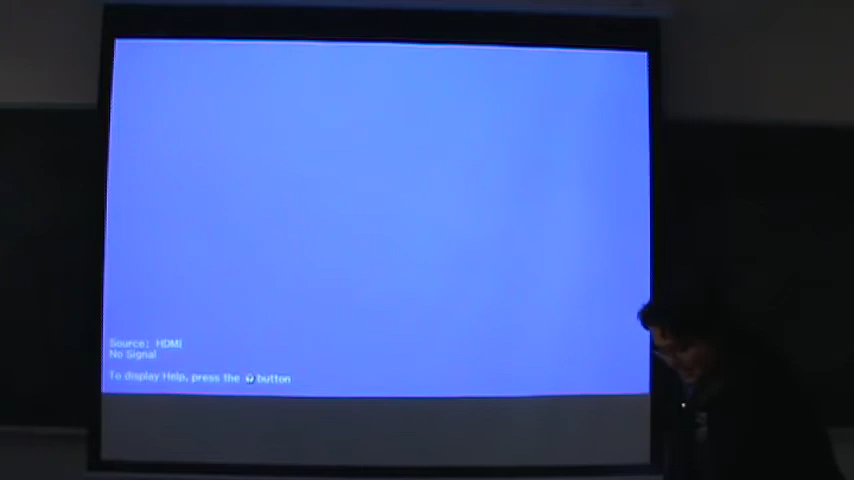 Source: HDMI
No Signal
To display Help, press the button